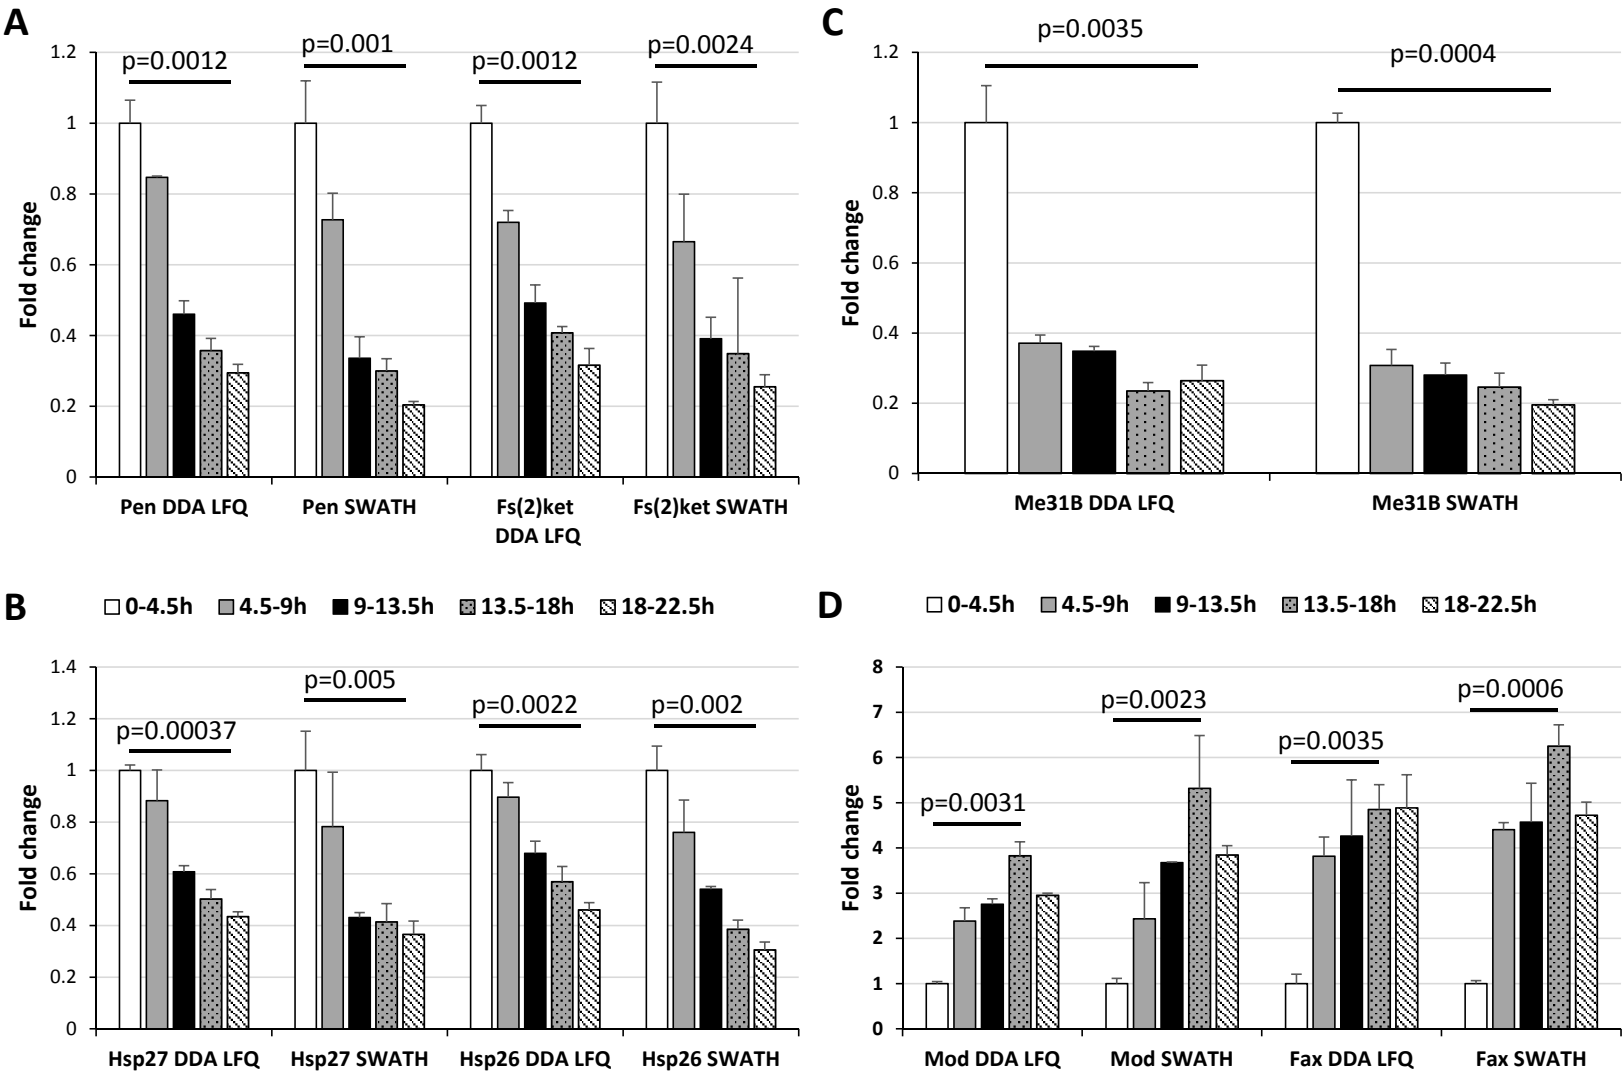 A
p=0.0012
p=0.001
p=0.0012
p=0.0024
1.2
1
0.8
0.6
0.4
0.2
0
Fold change
Pen DDA LFQ
Pen SWATH
Fs(2)ket
DDA LFQ
Fs(2)ket SWATH
C
p=0.0035
p=0.0004
1.2
1
0.8
0.6
0.4
0.2
0
Fold change
Me31B DDA LFQ
Me31B SWATH
B
0-4.5h 4.5-9h 9-13.5h 13.5-18h 18-22.5h
p=0.00037
p=0.005
p=0.0022
p=0.002
1.4
1.2
1
0.8
0.6
0.4
0.2
0
Fold change
Hsp27 DDA LFQ
Hsp27 SWATH
Hsp26 DDA LFQ
Hsp26 SWATH
D
0-4.5h 4.5-9h 9-13.5h 13.5-18h 18-22.5h
p=0.0031
p=0.0023
p=0.0035
p=0.0006
8
7
6
5
4
3
2
1
0
Fold change
Mod DDA LFQ
Mod SWATH
Fax DDA LFQ
Fax SWATH